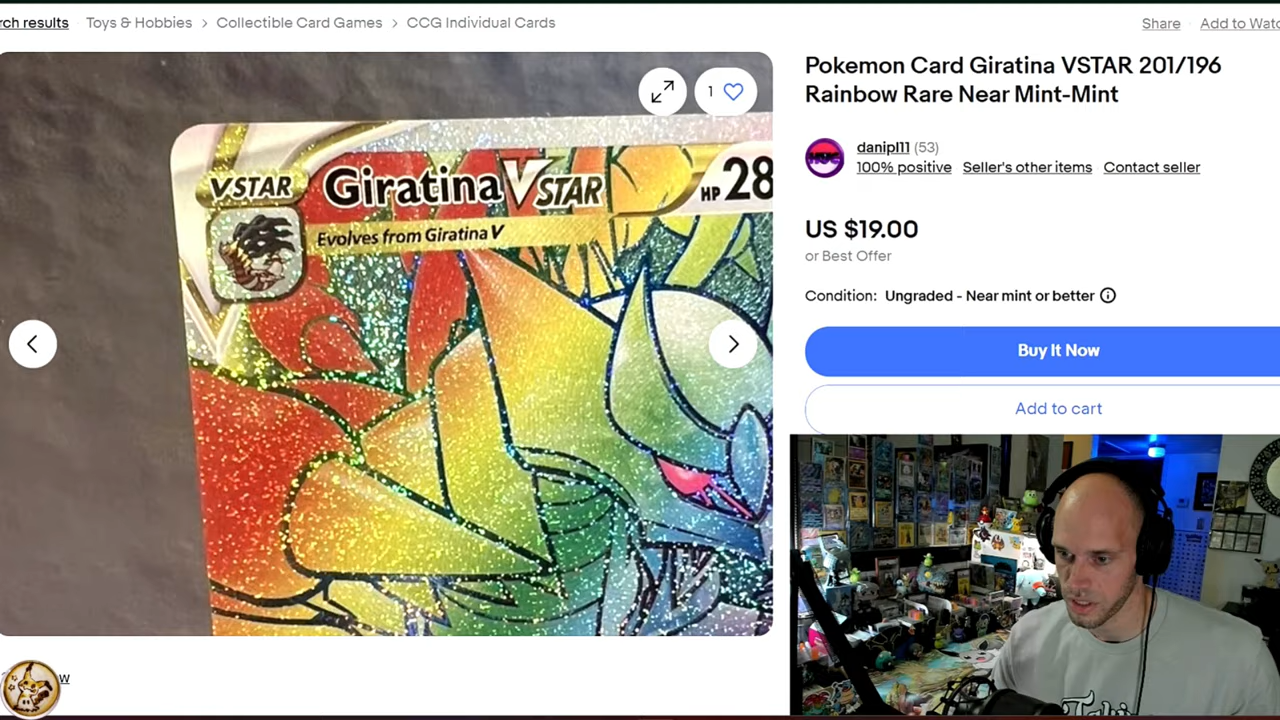 rch results Toys & Hobbies > Collectible Card Games > CCG Individual Cards
Share Add to Watc
Pokemon Card Giratina VSTAR 201/196
Rainbow Rare Near Mint-Mint
1
danipl11 (53)
100% positive Seller's other items Contact seller
US $19.00
or Best Offer
Condition: Ungraded - Near mint or better
Buy It Now
Add to cart
VSTAR Giratina VSTAR HP 28
Evolves from Giratina V
w